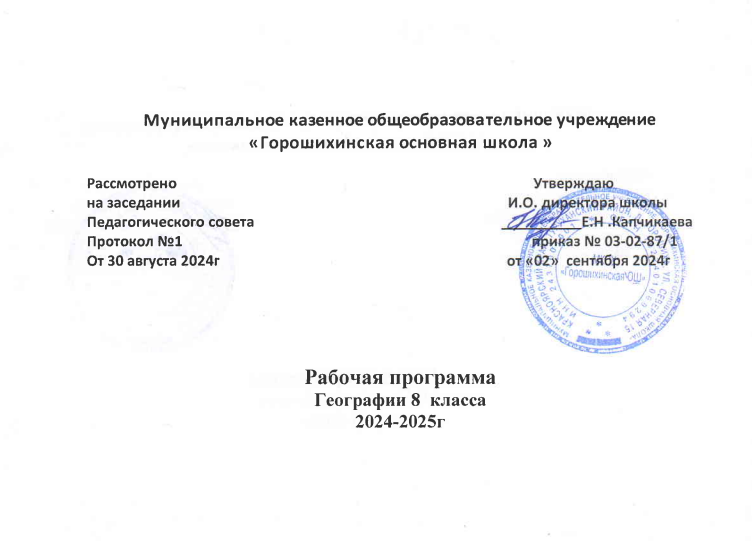 Муниципальное казенное общеобразовательное учреждение
«Горошихинская основная школа »
Рассмотрено
на заседании
Педагогического совета
Протокол №1
От 30 августа 2024г
Утверждаю
И.О. директора школы
Е.Н .Капчикаева
приказ № 03-02-87/1
от «02» сентября 2024г
«Горошихинская ОШ»
Рабочая программа
Географии 8 класса
2024-2025г